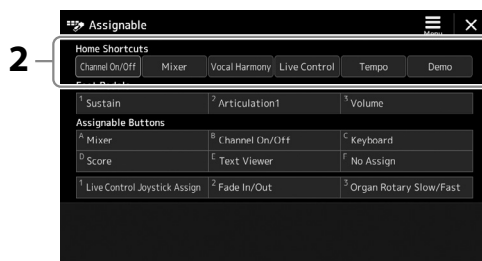 Assignable
Menu
2
Home Shortcuts
Channel On/Off Mixer Vocal Harmony Live Control Tempo Demo
1 Sustain 2 Articulation1 3 Volume
Assignable Buttons
A Mixer B Channel On/Off C Keyboard
D Score E Text Viewer F No Assign
1 Live Control Joystick Assign 2 Fade In/Out 3 Organ Rotary Slow/Fast